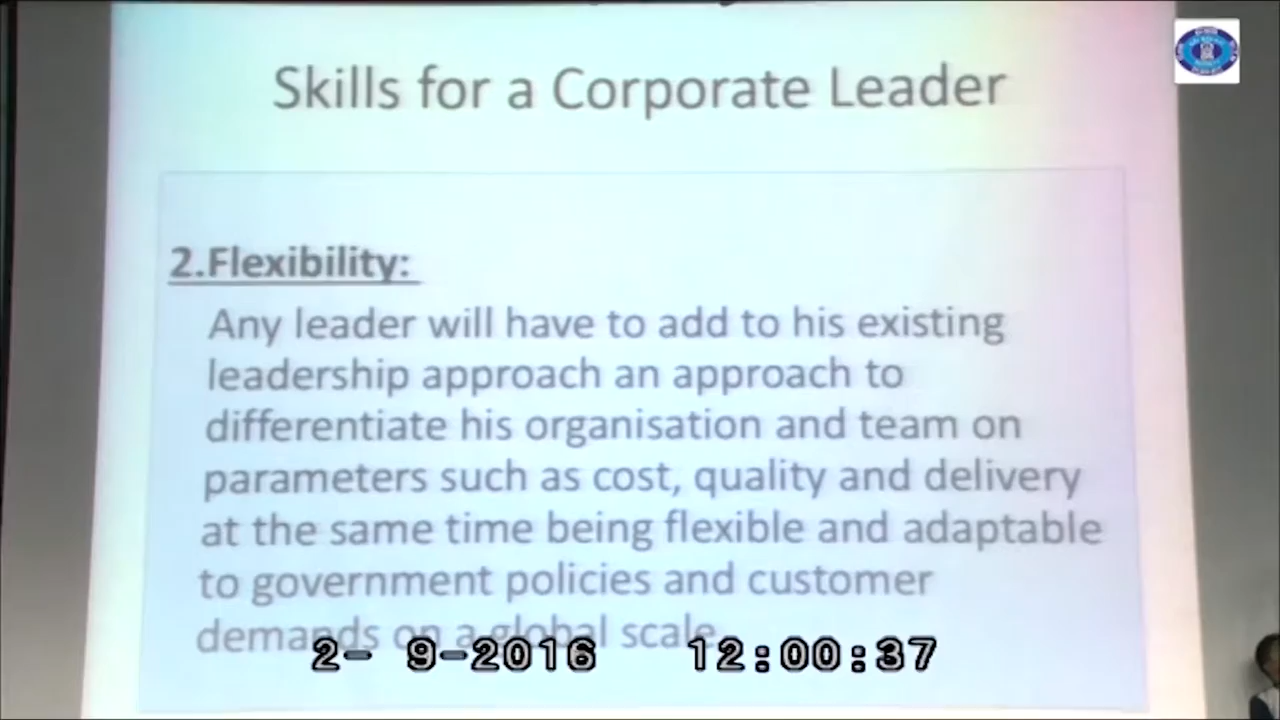 Skills for a Corporate Leader
2.Flexibility:
Any leader will have to add to his existing
leadership approach an approach to
differentiate his organisation and team on
parameters such as cost, quality and delivery
at the same time being flexible and adaptable
to government policies and customer
demands on a global scale.
2- 9-2016 12:00:37